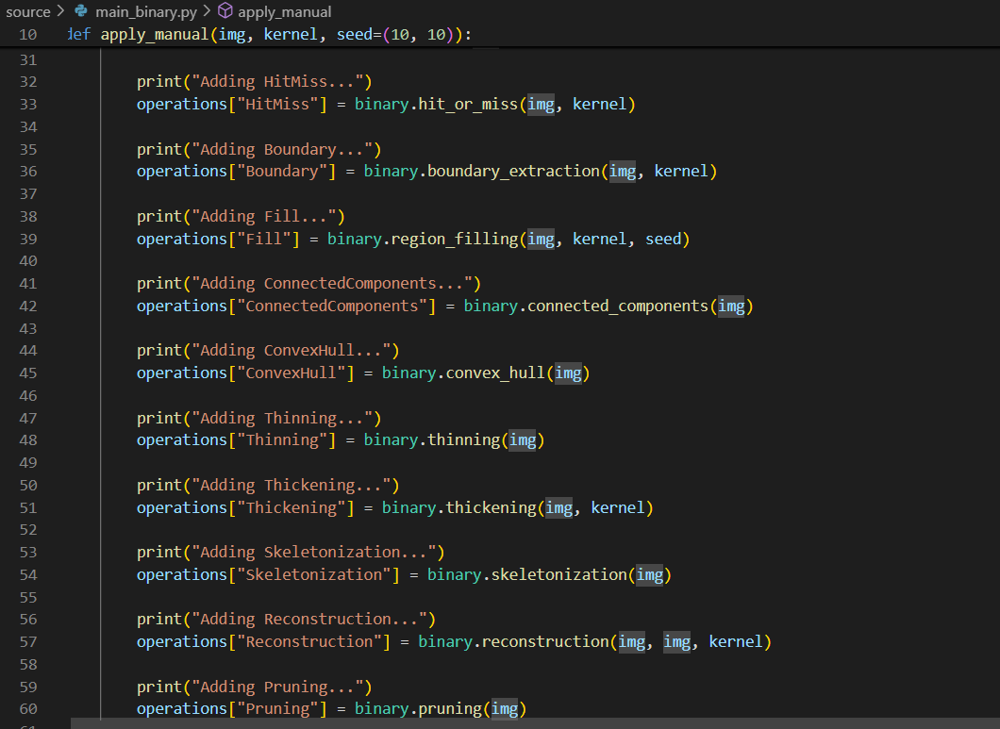 source > main_binary.py > apply_manual
10 def apply_manual(img, kernel, seed=(10, 10)):
31
32 print("Adding HitMiss...")
33 operations["HitMiss"] = binary.hit_or_miss(img, kernel)
34
35 print("Adding Boundary...")
36 operations["Boundary"] = binary.boundary_extraction(img, kernel)
37
38 print("Adding Fill...")
39 operations["Fill"] = binary.region_filling(img, kernel, seed)
40
41 print("Adding ConnectedComponents...")
42 operations["ConnectedComponents"] = binary.connected_components(img)
43
44 print("Adding ConvexHull...")
45 operations["ConvexHull"] = binary.convex_hull(img)
46
47 print("Adding Thinning...")
48 operations["Thinning"] = binary.thinning(img)
49
50 print("Adding Thickening...")
51 operations["Thickening"] = binary.thickening(img, kernel)
52
53 print("Adding Skeletonization...")
54 operations["Skeletonization"] = binary.skeletonization(img)
55
56 print("Adding Reconstruction...")
57 operations["Reconstruction"] = binary.reconstruction(img, img, kernel)
58
59 print("Adding Pruning...")
60 operations["Pruning"] = binary.pruning(img)